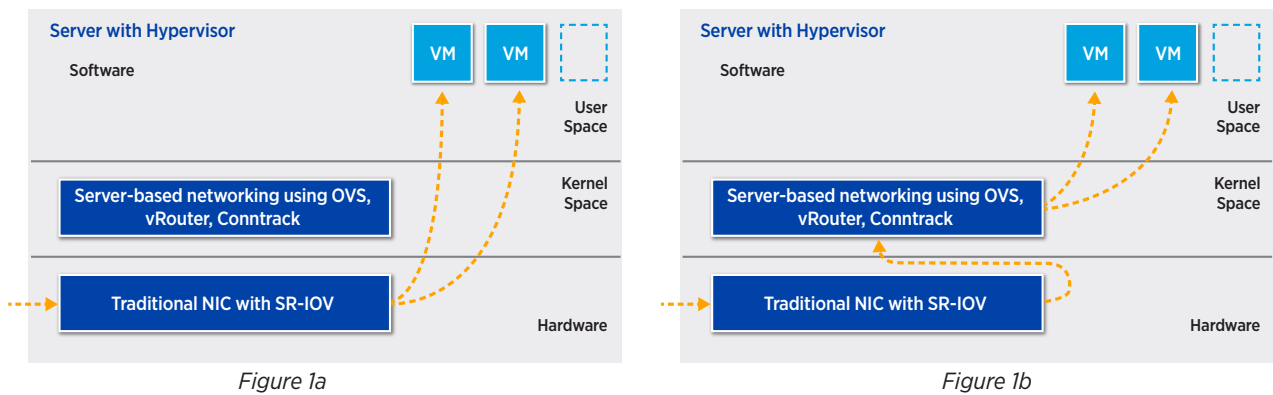 Server with Hypervisor
Software
VM
VM
User
Space
Server-based networking using OVS,
vRouter, Conntrack
Kernel
Space
Traditional NIC with SR-IOV
Hardware
Figure 1a
Server with Hypervisor
Software
VM
VM
User
Space
Server-based networking using OVS,
vRouter, Conntrack
Kernel
Space
Traditional NIC with SR-IOV
Hardware
Figure 1b